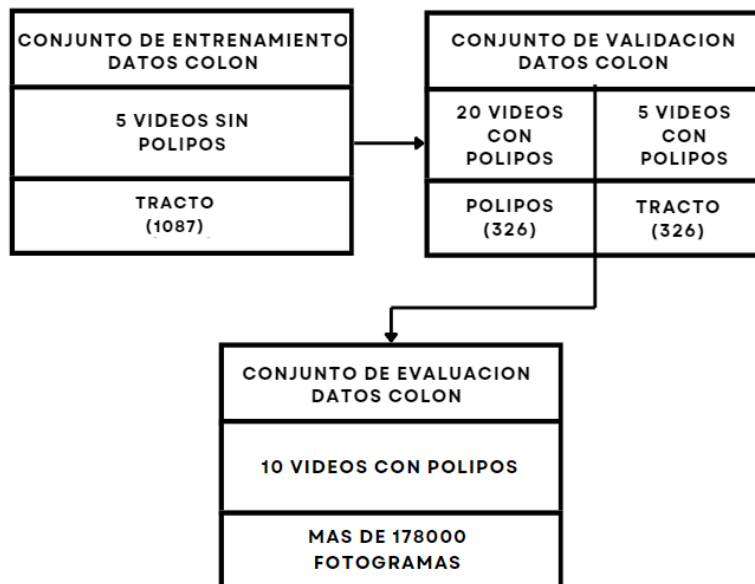 CONJUNTO DE ENTRENAMIENTO
DATOS COLON
5 VIDEOS SIN
POLIPOS
TRACTO
(1087)
CONJUNTO DE VALIDACION
DATOS COLON
20 VIDEOS
CON
POLIPOS
5 VIDEOS
CON
POLIPOS
POLIPOS
(326)
TRACTO
(326)
CONJUNTO DE EVALUACION
DATOS COLON
10 VIDEOS CON POLIPOS
MAS DE 178000
FOTOGRAMAS